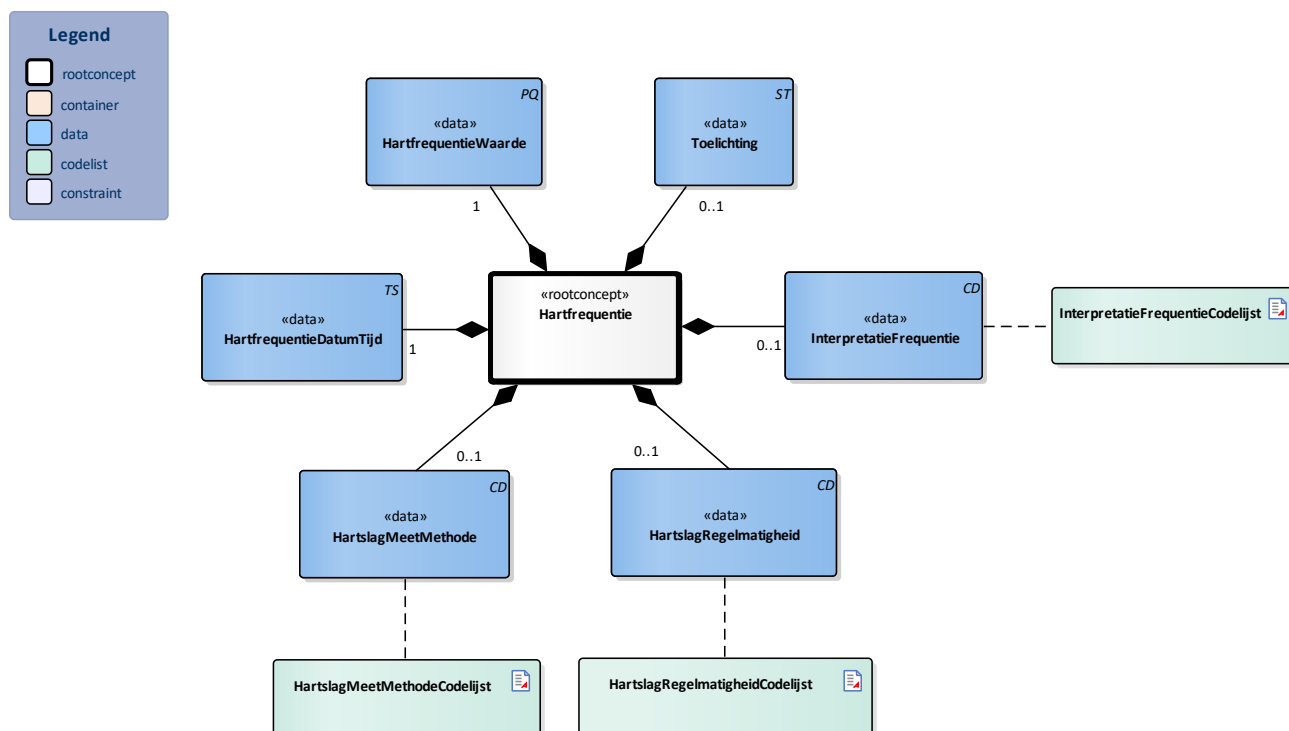 Legend
rootconcept
container
data
codelist
constraint
PQ
«data»
HartfrequentieWaarde
1
ST
«data»
Toelichting
0..1
TS
«data»
HartfrequentieDatumTijd
1
«rootconcept»
Hartfrequentie
CD
«data»
InterpretatieFrequentie
0..1
InterpretatieFrequentieCodelijst
CD
«data»
HartslagMeetMethode
0..1
CD
«data»
HartslagRegelmatigheid
0..1
HartslagMeetMethodeCodelijst
HartslagRegelmatigheidCodelijst